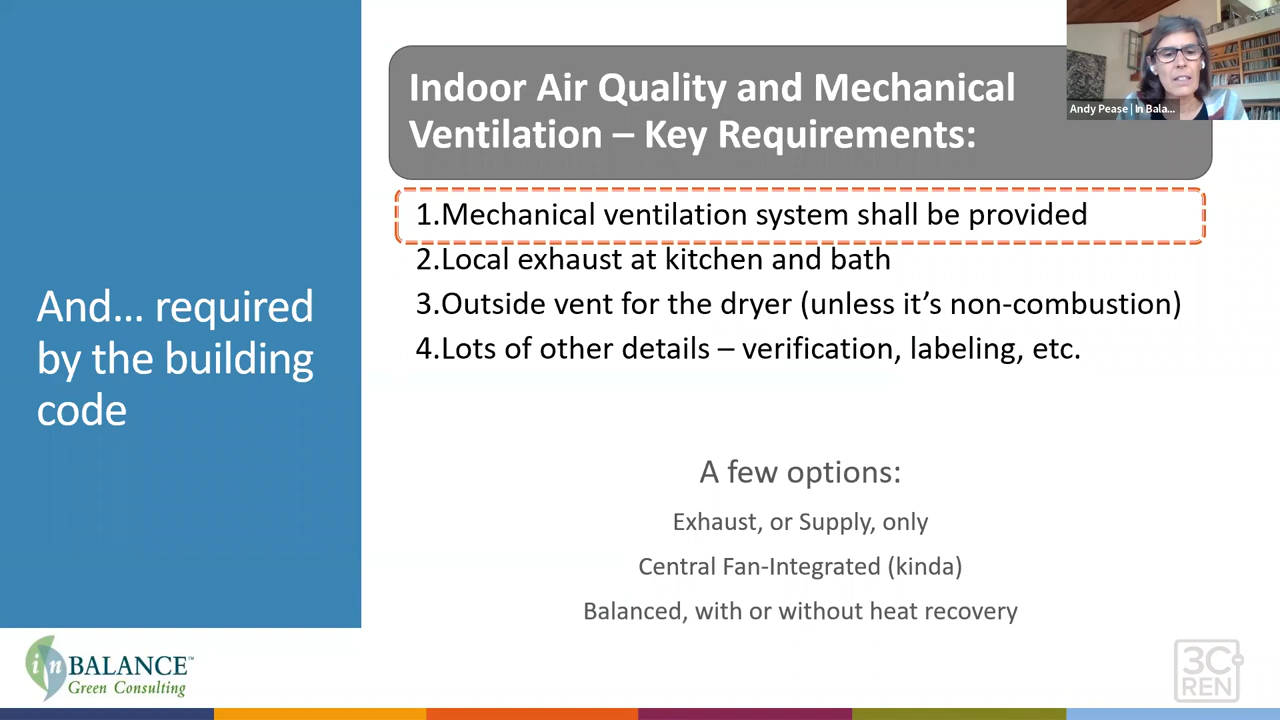 Andy Pease | In Bala...
Indoor Air Quality and Mechanical
Ventilation – Key Requirements:
1.Mechanical ventilation system shall be provided
2.Local exhaust at kitchen and bath
3.Outside vent for the dryer (unless it's non-combustion)
4.Lots of other details – verification, labeling, etc.
And… required
by the building
code
A few options:
Exhaust, or Supply, only
Central Fan-Integrated (kinda)
Balanced, with or without heat recovery
in BALANCE™
Green Consulting
3C
REN